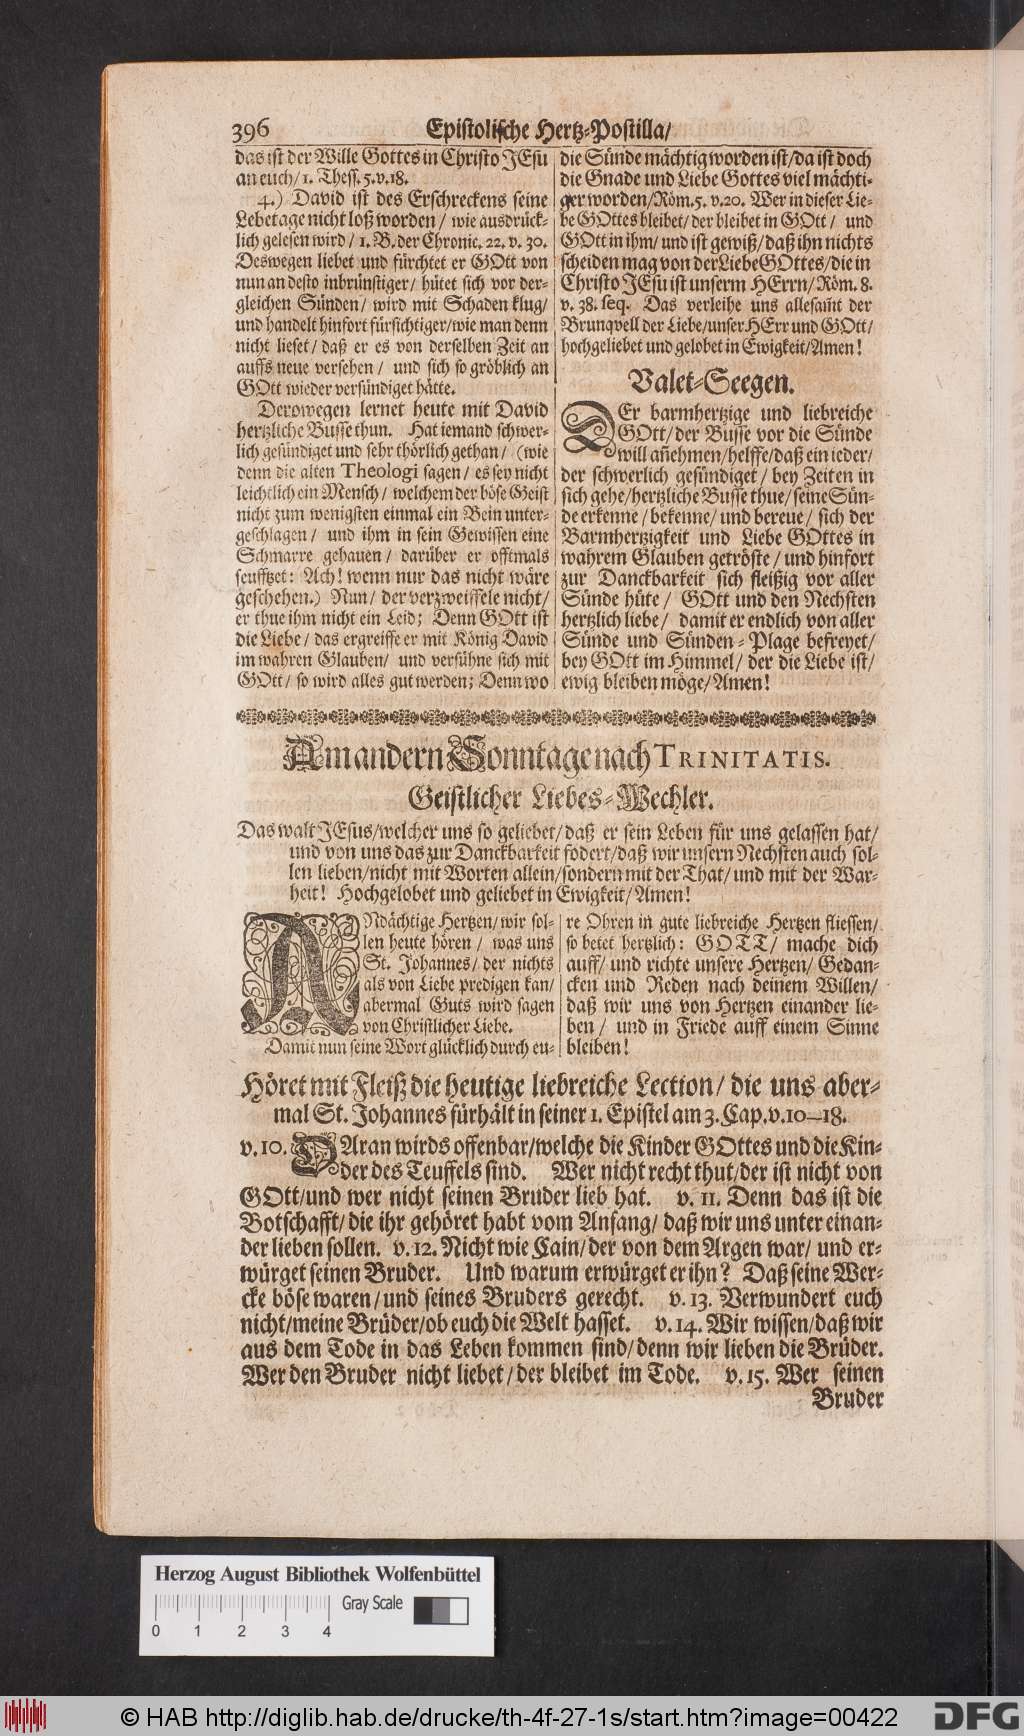 396 Epistolische Hertz-Postilla/
das ist der Wille Gottes in Christo JEsu
an euch/ 1. Thess. 5. v. 18.
4.) David ist des Erschreckens seine
Lebetage nicht loß worden / wie ausdrück-
lich gelesen wird / 1. B. der Chronic. 22. v. 30.
Deswegen liebet und fürchtet er GOtt von
nun an desto inbrünstiger / hütet sich vor der-
gleichen Sünden / wird mit Schaden klug/
und handelt hinfort fürsichtiger/wie man denn
nicht lieset / daß er es von derselben Zeit an
auffs neue versehen / und sich so gröblich an
GOtt wieder versündiget hätte.
Derowegen lernet heute mit David
hertzliche Busse thun. Hat iemand schwer-
lich gesündiget und sehr thörlich gethan / (wie
denn die alten Theologi sagen / es sey nicht
leichtlich ein Mensch / welchem der böse Geist
nicht zum wenigsten einmal ein Bein unter-
geschlagen / und ihm in sein Gewissen eine
Schmarre gehauen / darüber er offtmals
seufftzet: Ach! wenn nur das nicht wäre
geschehen.) Nun / der verzweiffele nicht/
er thue ihm nicht ein Leid; Denn GOtt ist
die Liebe / das ergreiffe er mit König David
im wahren Glauben / und versühne sich mit
GOtt / so wird alles gut werden; Denn wo
die Sünde mächtig worden ist/da ist doch
die Gnade und Liebe Gottes viel mächti-
ger worden/Röm. 5. v. 20. Wer in dieser Lie-
be GOttes bleibet / der bleibet in GOtt / und
GOtt in ihm/ und ist gewiß/ daß ihn nichts
scheiden mag von der Liebe GOttes / die in
Christo JEsu ist unserm HErrn / Röm. 8.
v. 38. seq. Das verleihe uns allesamt der
Brunqvell der Liebe/unser HErr und GOtt/
hochgeliebet und gelobet in Ewigkeit/Amen!
Valet-Seegen.
DEr barmhertzige und liebreiche
GOtt/ der Busse vor die Sünde
will añehmen/helffe/daß ein ieder/
der schwerlich gesündiget / bey Zeiten in
sich gehe/hertzliche Busse thue/ seine Sün-
de erkenne / bekenne / und bereue / sich der
Barmhertzigkeit und Liebe GOttes in
wahrem Glauben getröste / und hinfort
zur Danckbarkeit sich fleißig vor aller
Sünde hüte / GOtt und den Nechsten
hertzlich liebe / damit er endlich von aller
Sünde und Sünden-Plage befreyet/
bey GOtt im Himmel / der die Liebe ist/
ewig bleiben möge/Amen!
Am andern Sonntage nach TRINITATIS.
Geistlicher Liebes-Wechler.
Das walt JEsus/welcher uns so geliebet/ daß er sein Leben für uns gelassen hat/
und von uns das zur Danckbarkeit fodert/daß wir unsern Nechsten auch sol-
len lieben/nicht mit Worten allein/sondern mit der That/ und mit der War-
heit! Hochgelobet und geliebet in Ewigkeit/ Amen!
ANdächtige Hertzen/ wir sol-
len heute hören / was uns
St. Johannes / der nichts
als von Liebe predigen kan/
abermal Guts wird sagen
von Christlicher Liebe.
Damit nun seine Wort glücklich durch eu-
re Ohren in gute liebreiche Hertzen fliessen/
so betet hertzlich: GOTT / mache dich
auff/ und richte unsere Hertzen/ Gedan-
cken und Reden nach deinem Willen/
daß wir uns von Hertzen einander lie-
ben / und in Friede auff einem Sinne
bleiben!
Höret mit Fleiß die heutige liebreiche Lection/ die uns aber-
mal St. Johannes fürhält in seiner 1. Epistel am 3. Cap. v. 10—18.
v. 10. DAran wirds offenbar/welche die Kinder GOttes und die Kin-
der des Teuffels sind. Wer nicht recht thut/der ist nicht von
GOtt/und wer nicht seinen Bruder lieb hat. v. 11. Denn das ist die
Botschafft/ die ihr gehöret habt vom Anfang/ daß wir uns unter einan-
der lieben sollen. v. 12. Nicht wie Cain/ der von dem Argen war/ und er-
würget seinen Bruder. Und warum erwürget er ihn? Daß seine Wer-
cke böse waren/und seines Bruders gerecht. v. 13. Verwundert euch
nicht/meine Brüder/ob euch die Welt hasset. v. 14. Wir wissen/daß wir
aus dem Tode in das Leben kommen sind/ denn wir lieben die Brüder.
Wer den Bruder nicht liebet/ der bleibet im Tode. v. 15. Wer seinen
Bruder
Herzog August Bibliothek Wolfenbüttel
Gray Scale
0 1 2 3 4
© HAB http://diglib.hab.de/drucke/th-4f-27-1s/start.htm?image=00422
DFG